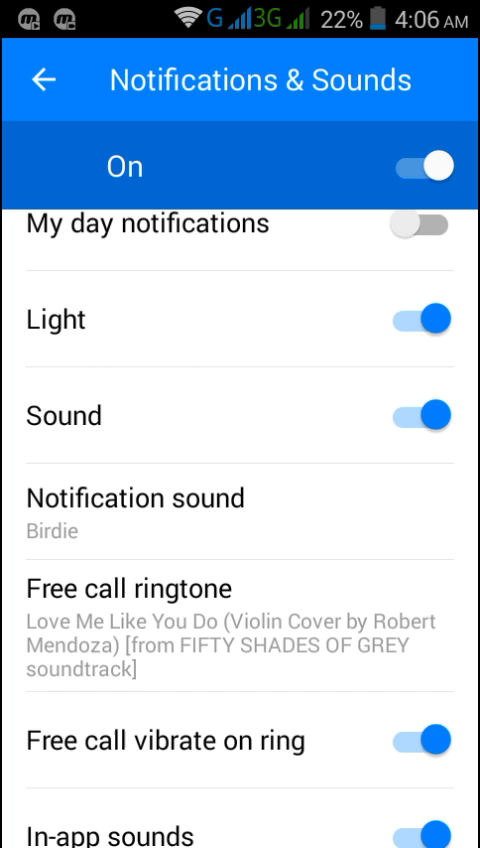 G 3G 22% 4:06 AM
Notifications & Sounds
On
My day notifications
Light
Sound
Notification sound
Birdie
Free call ringtone
Love Me Like You Do (Violin Cover by Robert
Mendoza) [from FIFTY SHADES OF GREY
soundtrack]
Free call vibrate on ring
In-app sounds